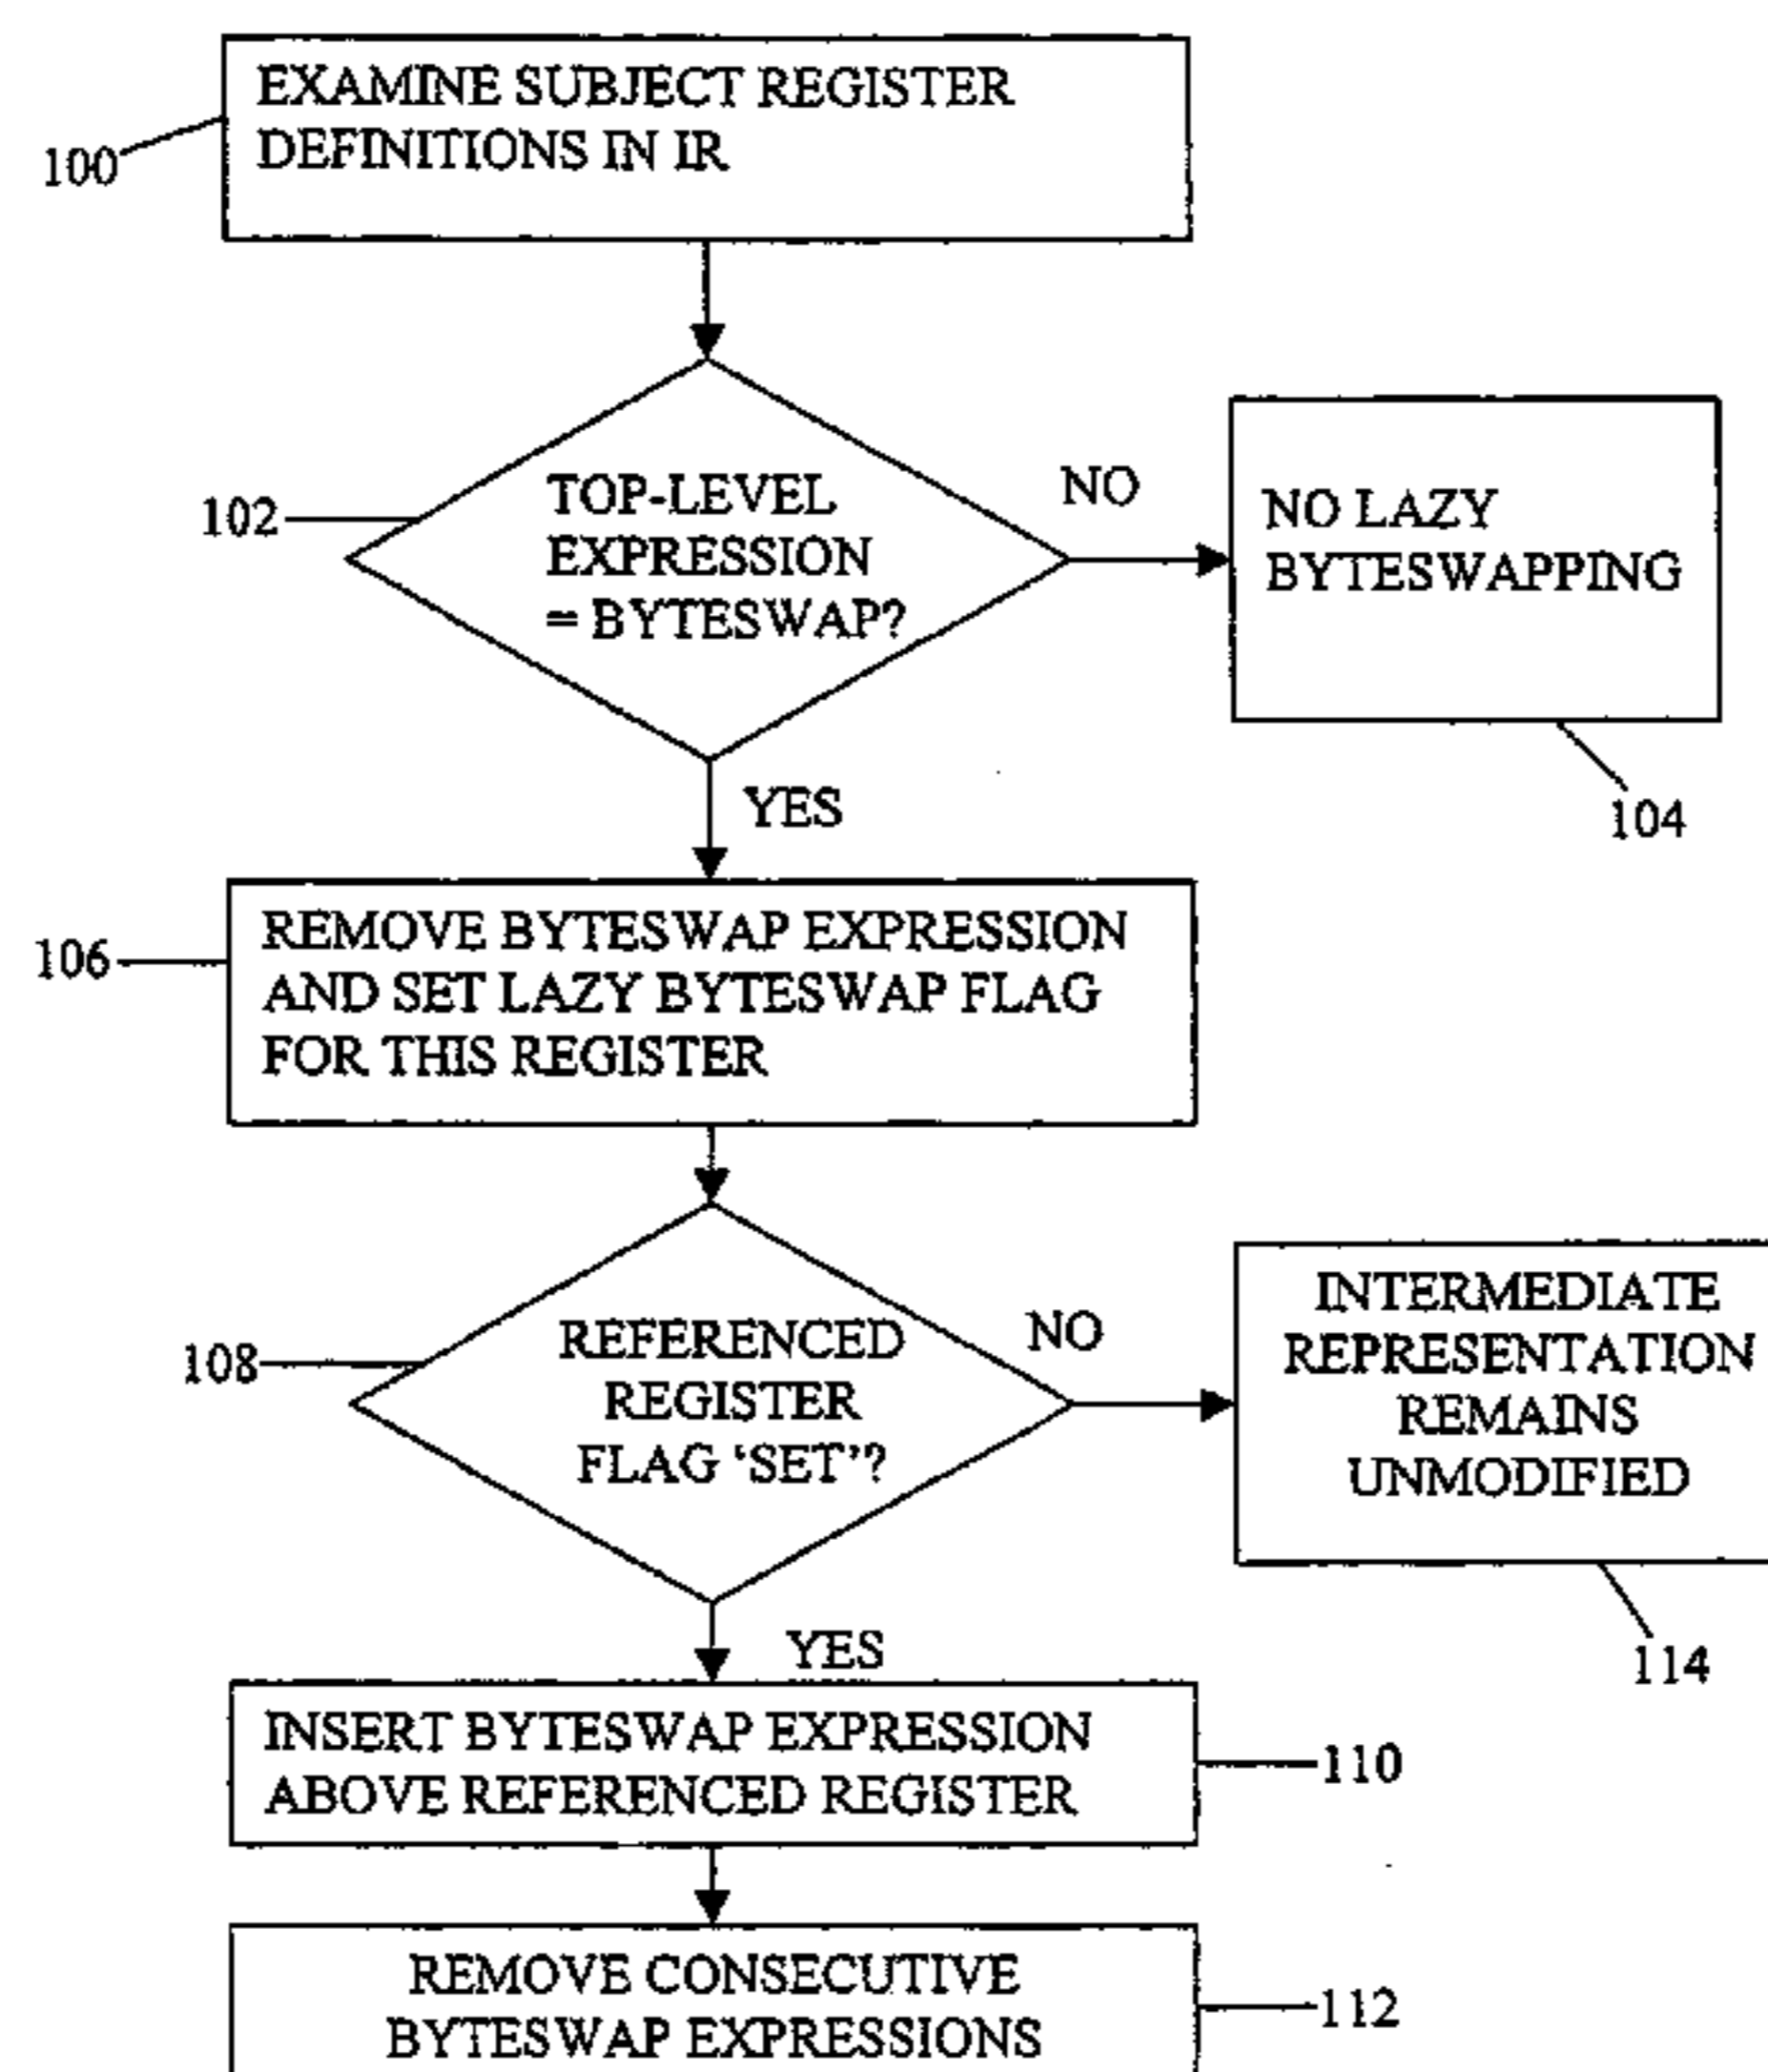 EXAMINE SUBJECT REGISTER
DEFINITIONS IN IR
100
TOP-LEVEL
EXPRESSION
= BYTESWAP?
102
NO
NO LAZY
BYTESWAPPING
104
YES
REMOVE BYTESWAP EXPRESSION
AND SET LAZY BYTESWAP FLAG
FOR THIS REGISTER
106
REFERENCED
REGISTER
FLAG ‘SET’?
108
NO
INTERMEDIATE
REPRESENTATION
REMAINS
UNMODIFIED
114
YES
INSERT BYTESWAP EXPRESSION
ABOVE REFERENCED REGISTER
110
REMOVE CONSECUTIVE
BYTESWAP EXPRESSIONS
112